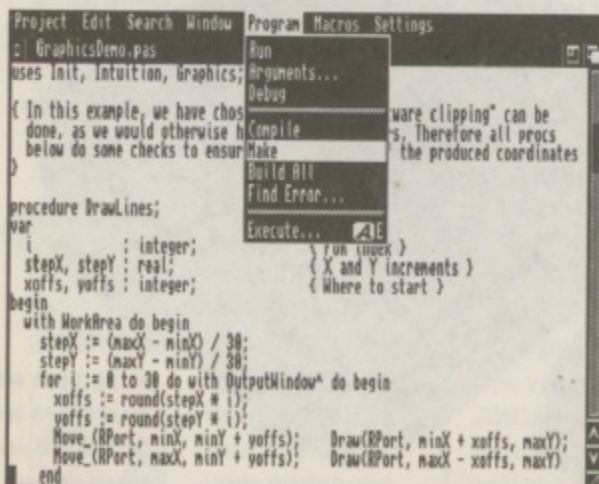 Project Edit Search Window Program Macros Settings
GraphicsDemo.pas
Run
uses Init, Intuition, Graphics;
Arguments...
Debug
{ In this example, we have chos
ware clipping" can be
done, as we would otherwise h
Compile
rs. Therefore all procs
below do some checks to ensur
Make
the produced coordinates
}
Build All
Find Error...
procedure DrawLines;
var
Execute... A E
i : integer; { run index }
stepX, stepY : real; { X and Y increments }
xoffs, yoffs : integer; { Where to start }
begin
with WorkArea do begin
stepX := (maxX - minX) / 30;
stepY := (maxY - minY) / 30;
for i := 0 to 30 do with OutputWindow^ do begin
xoffs := round(stepX * i);
yoffs := round(stepY * i);
Move_(RPort, minX, minY + yoffs); Draw(RPort, minX + xoffs, maxY);
Move_(RPort, maxX, minY + yoffs); Draw(RPort, maxX - xoffs, maxY)
end